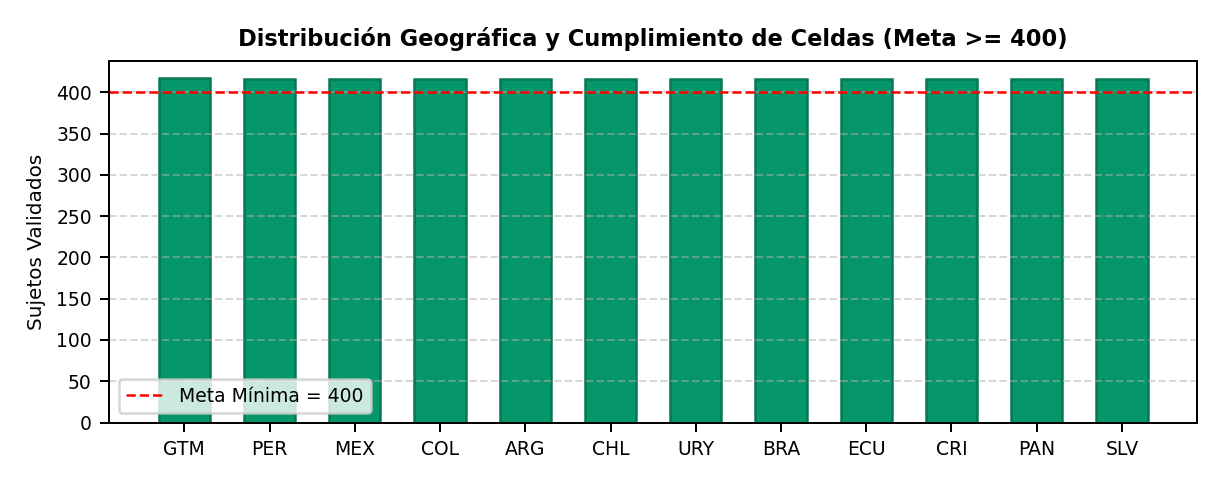 Distribución Geográfica y Cumplimiento de Celdas (Meta >= 400)
Sujetos Validados
400
350
300
250
200
150
100
50
0
Meta Mínima = 400
GTM PER MEX COL ARG CHL URY BRA ECU CRI PAN SLV